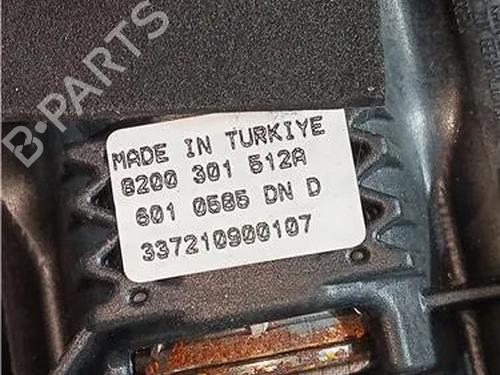 B-PARTS
MADE IN TURKIYE
8200 301 512A
601 0585 DN D
337210900107